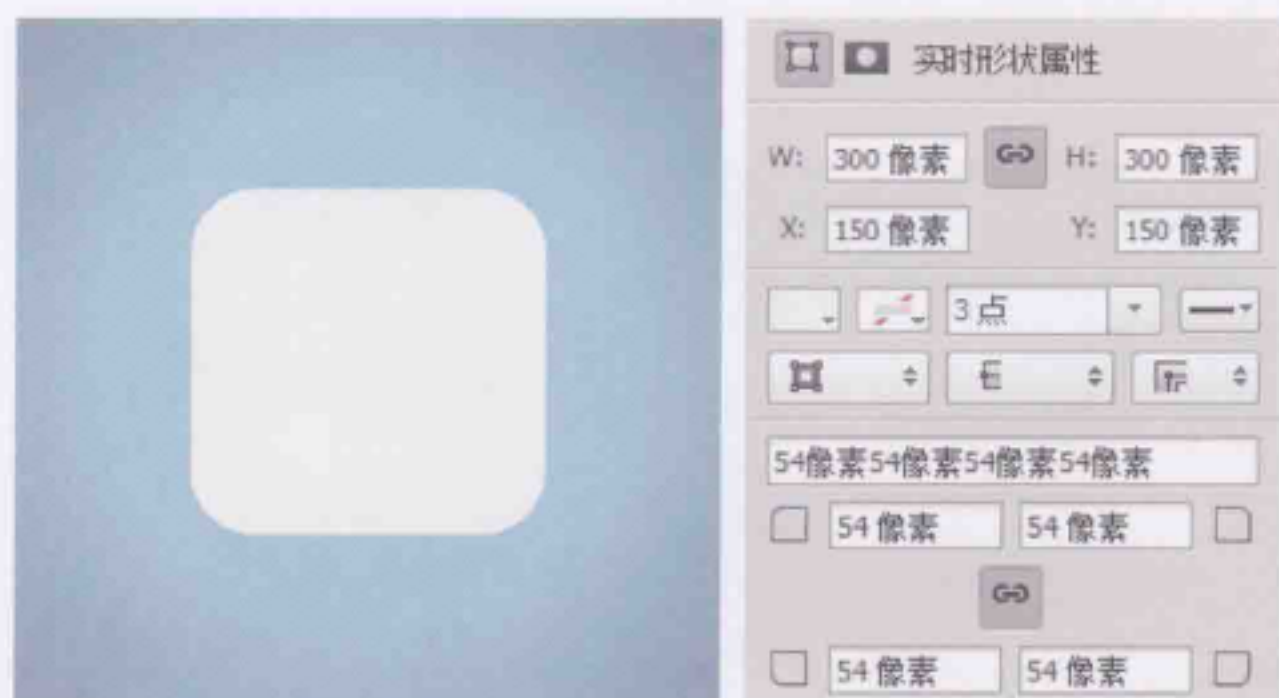 实时形状属性
W: 300 像素 H: 300 像素
X: 150 像素 Y: 150 像素
3 点
54像素54像素54像素54像素
54 像素 54 像素
54 像素 54 像素